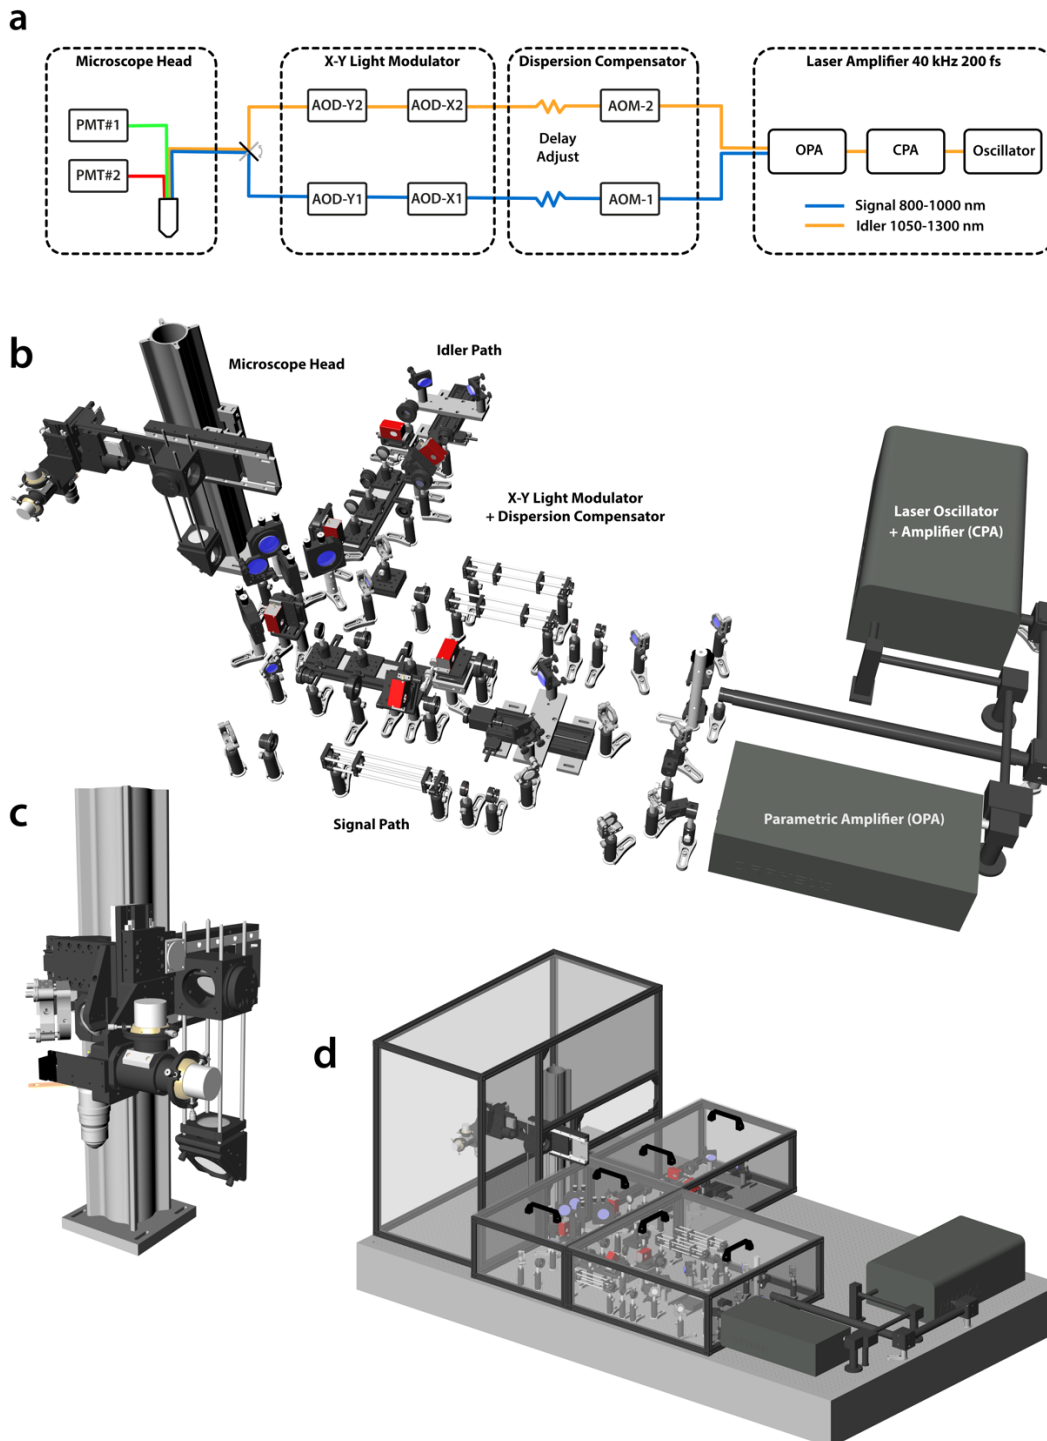 a
Microscope Head
X-Y Light Modulator
Dispersion Compensator
Laser Amplifier 40 kHz 200 fs
PMT#1
PMT#2
AOD-Y2
AOD-X2
AOM-2
Delay
Adjust
AOD-Y1
AOD-X1
AOM-1
OPA
CPA
Oscillator
Signal 800-1000 nm
Idler 1050-1300 nm
b
Microscope Head
Idler Path
X-Y Light Modulator
+ Dispersion Compensator
Laser Oscillator
+ Amplifier (CPA)
Parametric Amplifier (OPA)
Signal Path
c
d